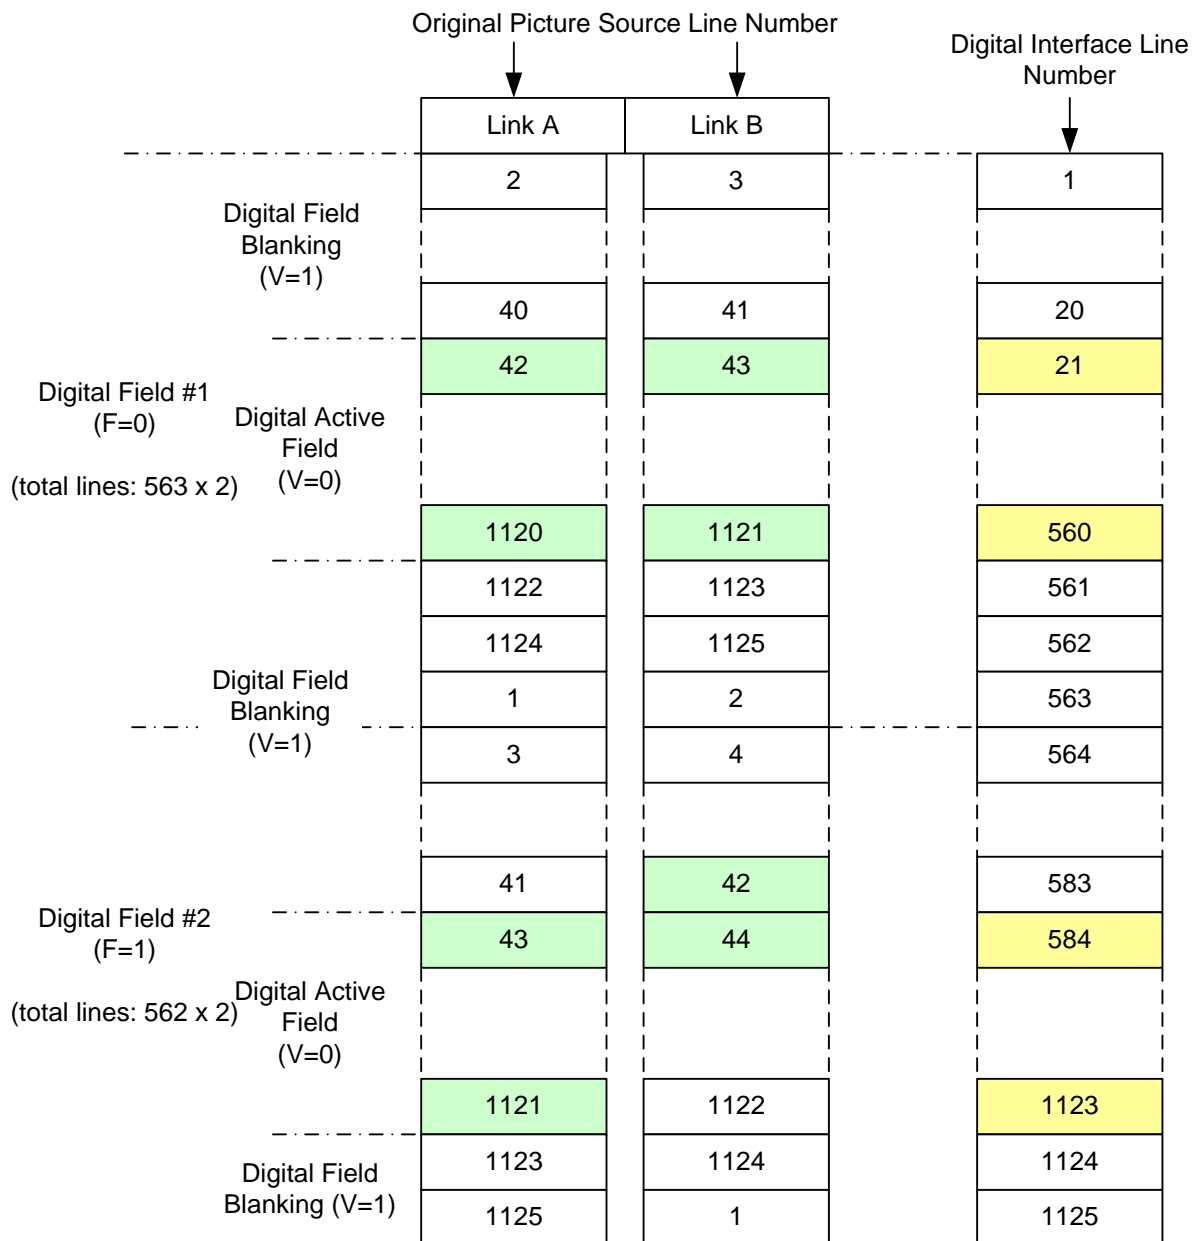 Original Picture Source Line Number
Digital Interface Line
Number
Link A Link B
2 3 1
Digital Field
Blanking
(V=1)
40 41 20
42 43 21
Digital Field #1
(F=0)
(total lines: 563 x 2)
Digital Active
Field
(V=0)
1120 1121 560
1122 1123 561
1124 1125 562
Digital Field
Blanking
(V=1)
1 2 563
3 4 564
41 42 583
43 44 584
Digital Field #2
(F=1)
(total lines: 562 x 2)
Digital Active
Field
(V=0)
1121 1122 1123
1123 1124 1124
Digital Field
Blanking (V=1)
1125 1 1125